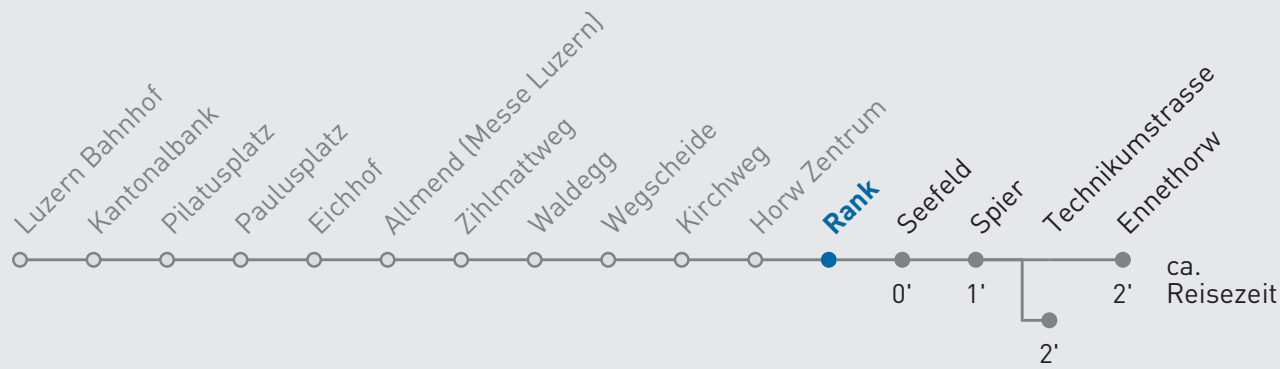 Luzern Bahnhof
Kantonalbank
Pilatusplatz
Paulusplatz
Eichhof
Allmend (Messe Luzern)
Zihlmattweg
Waldegg
Wegscheide
Kirchweg
Horw Zentrum
Rank
Seefeld
Spier
Technikumstrasse
Ennethorw
0'
1'
2'
ca.
Reisezeit
2'